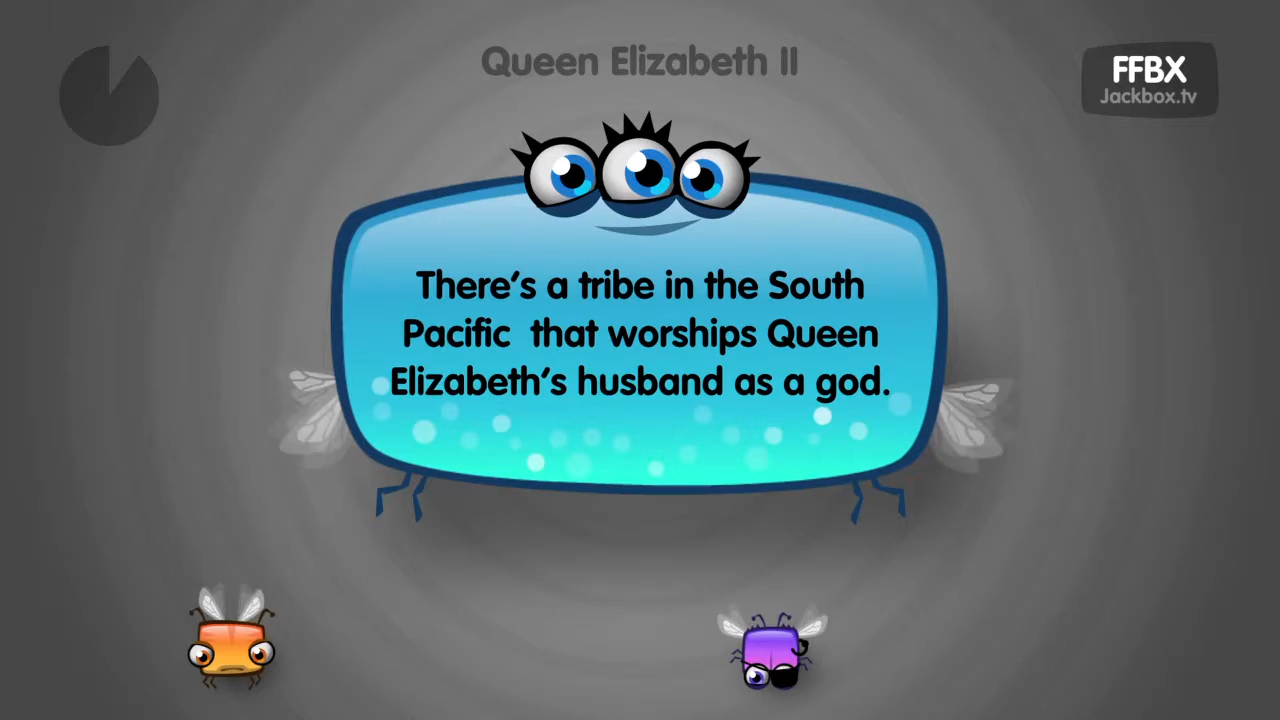 Queen Elizabeth II
FFBX
Jackbox.tv
There's a tribe in the South
Pacific  that worships Queen
Elizabeth's husband as a god.